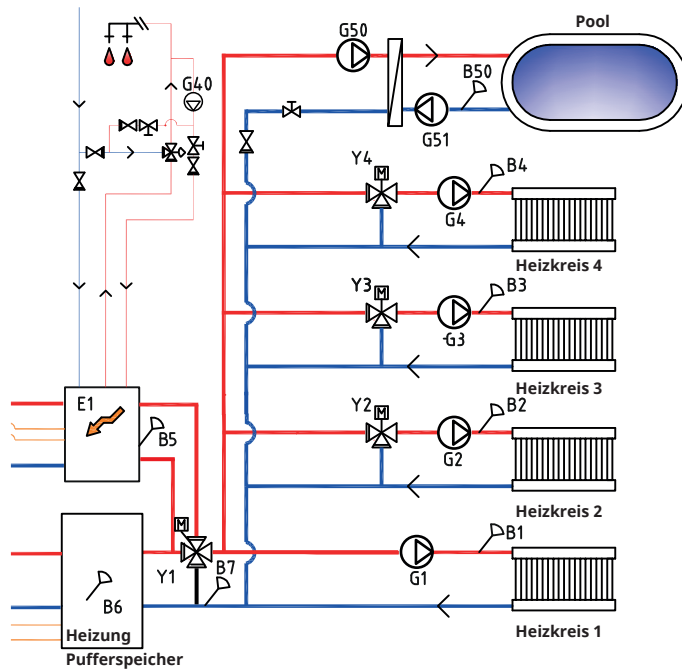 Pool
G50
B50
G40
G51
Y4
M
B4
G4
Heizkreis 4
Y3
M
B3
G3
Heizkreis 3
E1
Y2
M
B2
B5
G2
Heizkreis 2
M
B1
Y1
B7
G1
B6
Heizung
Heizkreis 1
Pufferspeicher